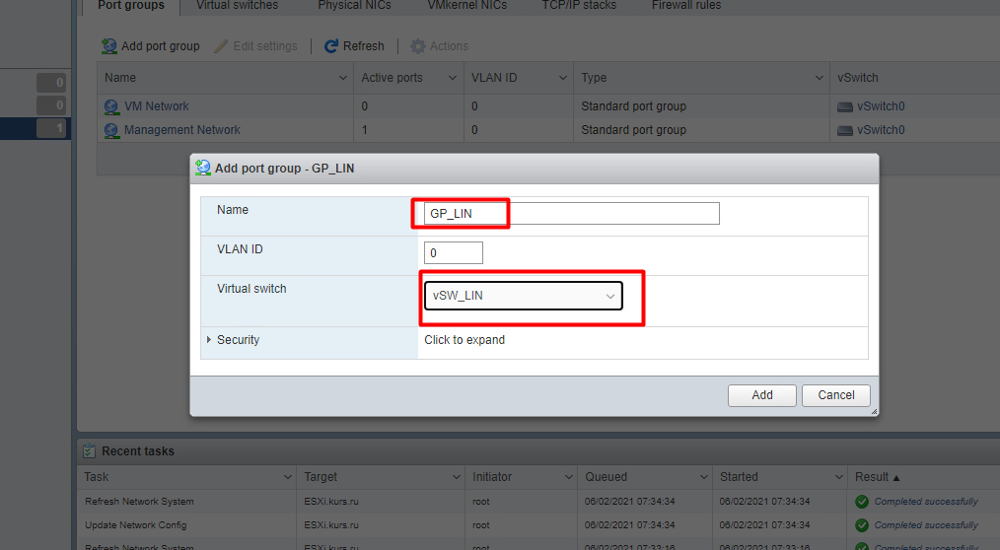 Port groups Virtual switches Physical NICs VMkernel NICs TCP/IP stacks Firewall rules
Add port group Edit settings Refresh Actions
Name Active ports VLAN ID Type vSwitch
0
VM Network 0 0 Standard port group vSwitch0
0
Management Network 1 0 Standard port group vSwitch0
1
Add port group - GP_LIN
Name GP_LIN
VLAN ID 0
Virtual switch vSW_LIN
Security Click to expand
Add Cancel
Recent tasks
Task Target Initiator Queued Started Result ▲
Refresh Network System ESXi.kurs.ru root 06/02/2021 07:34:34 06/02/2021 07:34:34 Completed successfully
Update Network Config ESXi.kurs.ru root 06/02/2021 07:34:34 06/02/2021 07:34:34 Completed successfully
Refresh Network System ESXi.kurs.ru root 06/02/2021 07:33:16 06/02/2021 07:33:16 Completed successfully